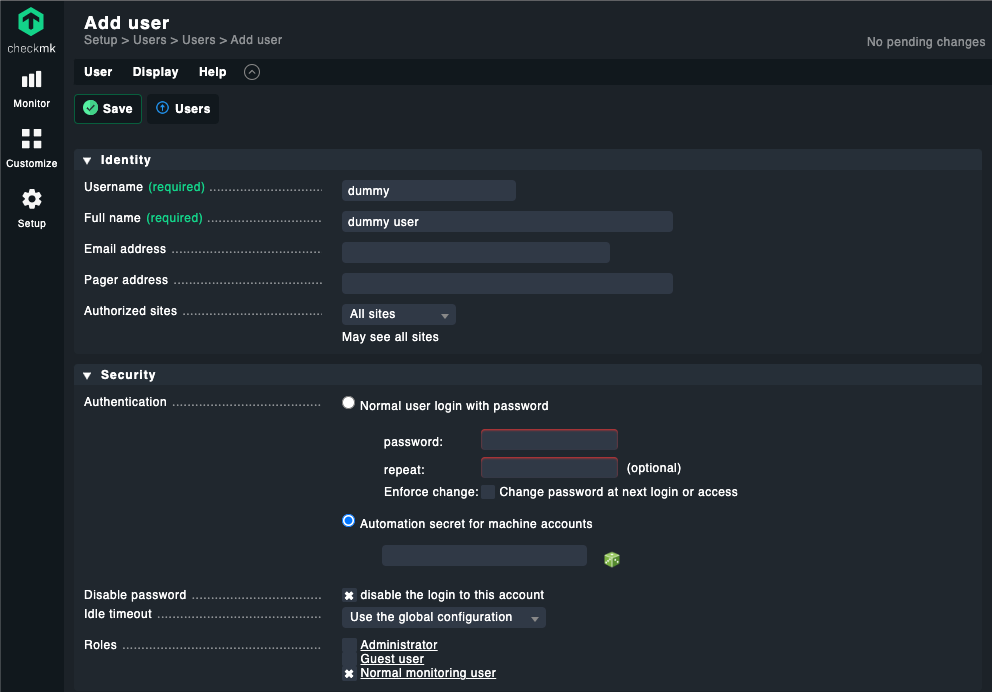 checkmk
Monitor
Customize
Setup
Add user
Setup > Users > Users > Add user
No pending changes
User Display Help
Save Users
Identity
Username (required)
dummy
Full name (required)
dummy user
Email address
Pager address
Authorized sites
All sites
May see all sites
Security
Authentication
Normal user login with password
password:
repeat: (optional)
Enforce change: Change password at next login or access
Automation secret for machine accounts
Disable password
disable the login to this account
Idle timeout
Use the global configuration
Roles
Administrator
Guest user
Normal monitoring user